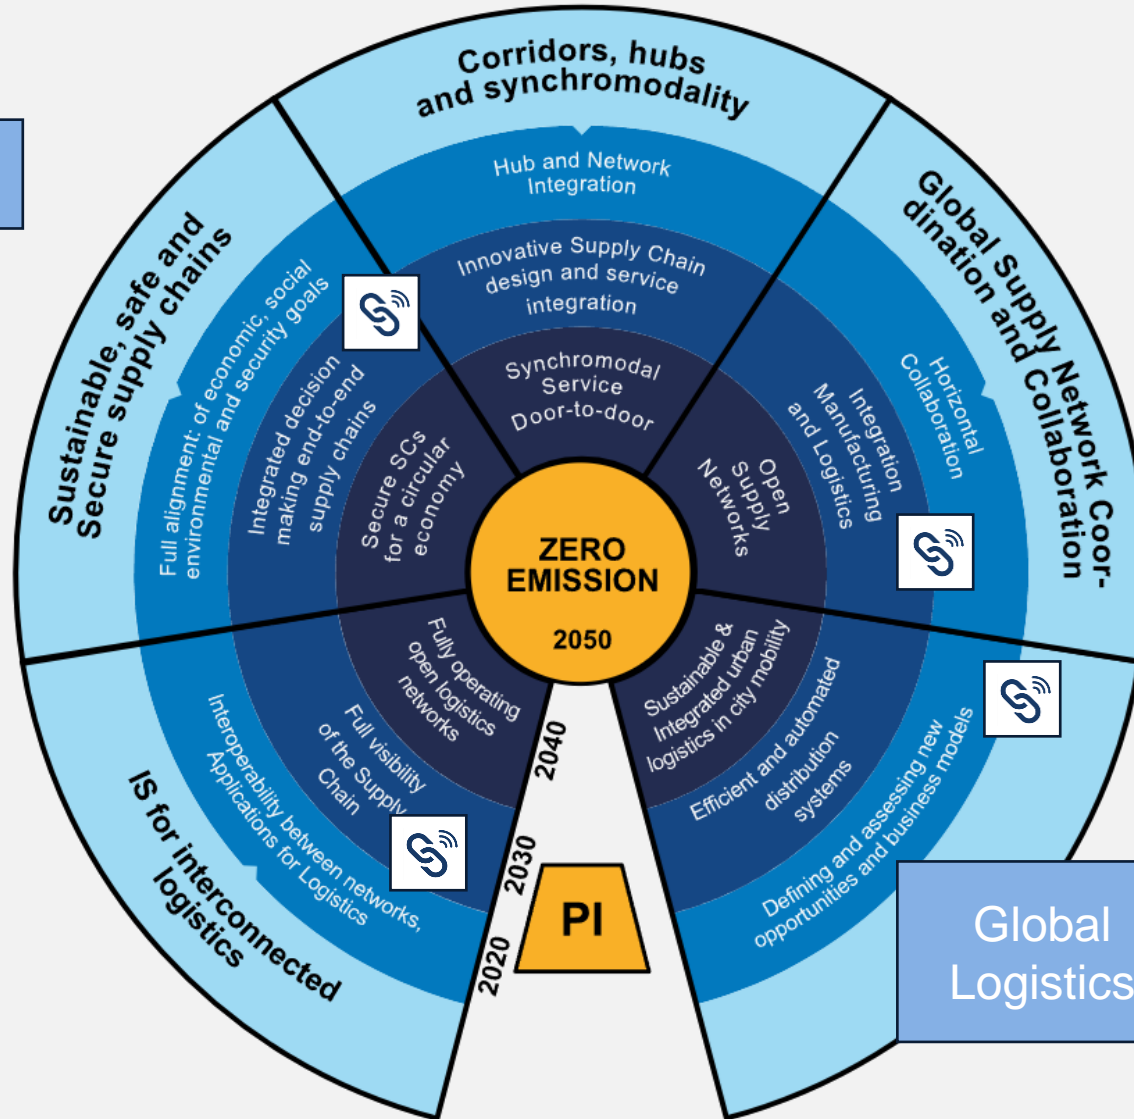 Corridors, hubs
and synchromodality
Hub and Network
Integration
Innovative Supply Chain
design and service
integration
Synchromodal
Service
Door-to-door
Global Supply Network Coor-
dination and Collaboration
Horizontal
Collaboration
Integration
Manufacturing
and Logistics
Open
Supply
Networks
Sustainable &
Integrated urban
logistics in city mobility
Efficient and automated
distribution
systems
Defining and assessing new
opportunities and business models
Global
Logistics
Sustainable, safe and
Secure supply chains
Full alignment: of economic, social
environmental and security goals
Integrated decision
making end-to-end
supply chains
Secure SCs
for a circular
economy
IS for interconnected
logistics
Interoperability between networks,
Applications for Logistics
Full visibility
of the Supply
Chain
Fully operating
open logistics
networks
ZERO
EMISSION
2050
2040
2030
2020
PI